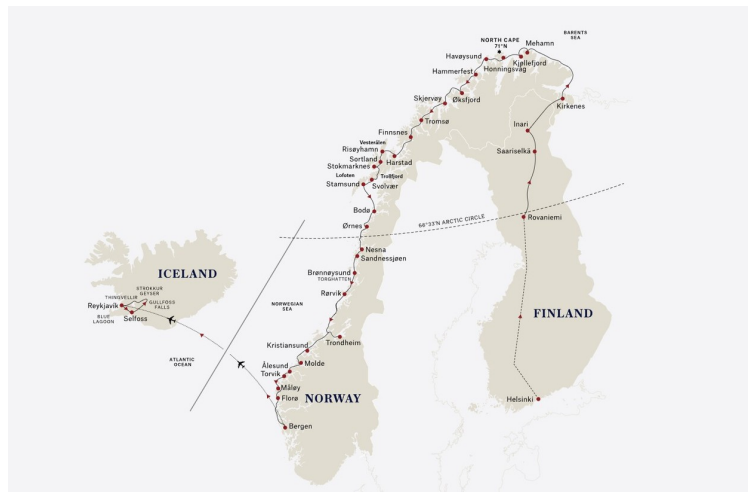 NORTH CAPE
71°N
Mehamn
BARENTS
SEA
Havøysund
Kjøllefjord
Honningsvåg
Hammerfest
Skjervøy
Øksfjord
Kirkenes
Tromsø
Inari
Finnsnes
Vesterålen
Risøyhamn
Saariselkä
Sortland
Harstad
Stokmarknes
Lofoten
Trollfjord
Stamsund
Svolvær
Bodø
66°33'N ARCTIC CIRCLE
Rovaniemi
Ørnes
Nesna
Sandnessjøen
ICELAND
Brønnøysund
TORGHATTEN
STROKKUR
GEYSER
THINGVELLIR
GULLFOSS
FALLS
Reykjavík
BLUE
LAGOON
Selfoss
Rørvik
NORWEGIAN
SEA
FINLAND
Trondheim
Kristiansund
ATLANTIC
OCEAN
Molde
Ålesund
Torvik
Måløy
Florø
NORWAY
Helsinki
Bergen